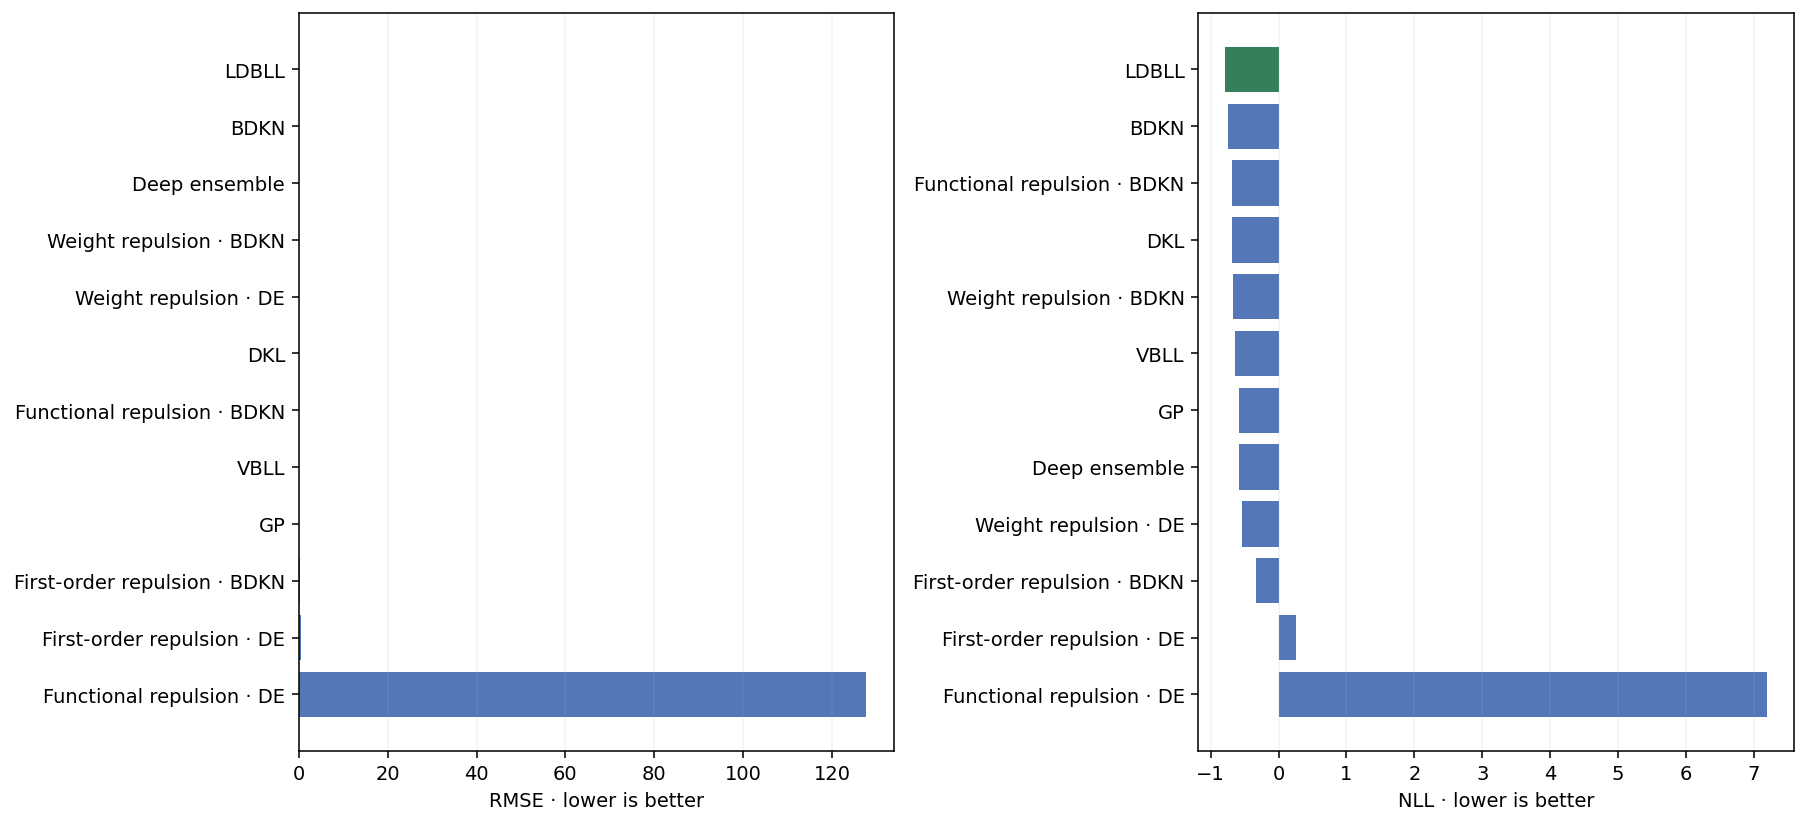 LDBLL
BDKN
Deep ensemble
Weight repulsion · BDKN
Weight repulsion · DE
DKL
Functional repulsion · BDKN
VBLL
GP
First-order repulsion · BDKN
First-order repulsion · DE
Functional repulsion · DE
0 20 40 60 80 100 120
RMSE · lower is better
LDBLL
BDKN
Functional repulsion · BDKN
DKL
Weight repulsion · BDKN
VBLL
GP
Deep ensemble
Weight repulsion · DE
First-order repulsion · BDKN
First-order repulsion · DE
Functional repulsion · DE
−1 0 1 2 3 4 5 6 7
NLL · lower is better